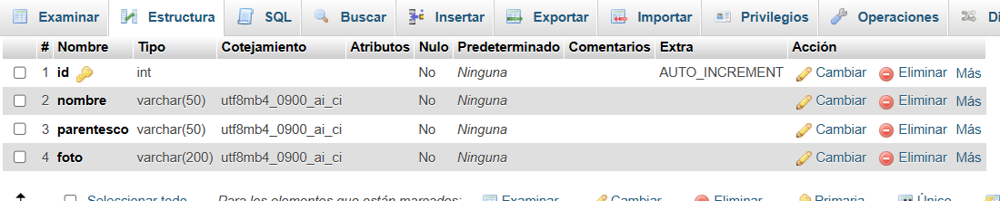 Examinar Estructura SQL Buscar Insertar Exportar Importar Privilegios Operaciones
# Nombre Tipo Cotejamiento Atributos Nulo Predeterminado Comentarios Extra Acción
1 id int No Ninguna AUTO_INCREMENT Cambiar Eliminar Más
2 nombre varchar(50) utf8mb4_0900_ai_ci No Ninguna Cambiar Eliminar Más
3 parentesco varchar(50) utf8mb4_0900_ai_ci No Ninguna Cambiar Eliminar Más
4 foto varchar(200) utf8mb4_0900_ai_ci No Ninguna Cambiar Eliminar Más
Seleccionar todo Para los elementos que están marcados: Examinar Cambiar Eliminar Primaria Único